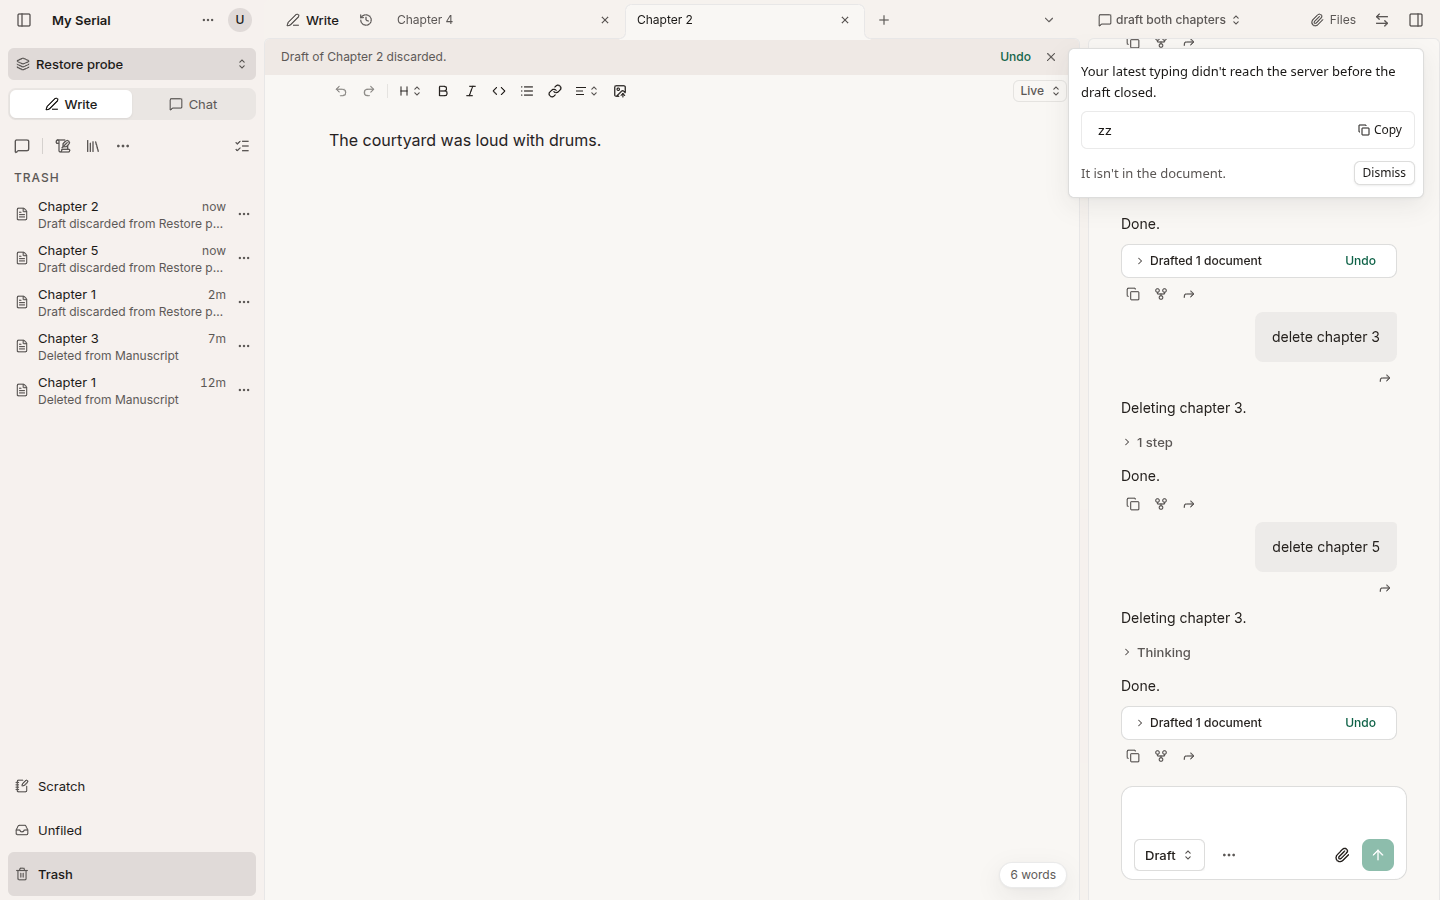 My Serial
U
Restore probe
Write
Chat
TRASH
Chapter 2
now
Draft discarded from Restore p...
Chapter 5
now
Draft discarded from Restore p...
Chapter 1
2m
Draft discarded from Restore p...
Chapter 3
7m
Deleted from Manuscript
Chapter 1
12m
Deleted from Manuscript
Scratch
Unfiled
Trash
Write
Chapter 4
Chapter 2
Draft of Chapter 2 discarded.
Undo
H
B
I
Live
The courtyard was loud with drums.
6 words
draft both chapters
Files
Your latest typing didn't reach the server before the
draft closed.
zz
Copy
It isn't in the document.
Dismiss
Done.
Drafted 1 document
Undo
delete chapter 3
Deleting chapter 3.
1 step
Done.
delete chapter 5
Deleting chapter 3.
Thinking
Done.
Drafted 1 document
Undo
Draft